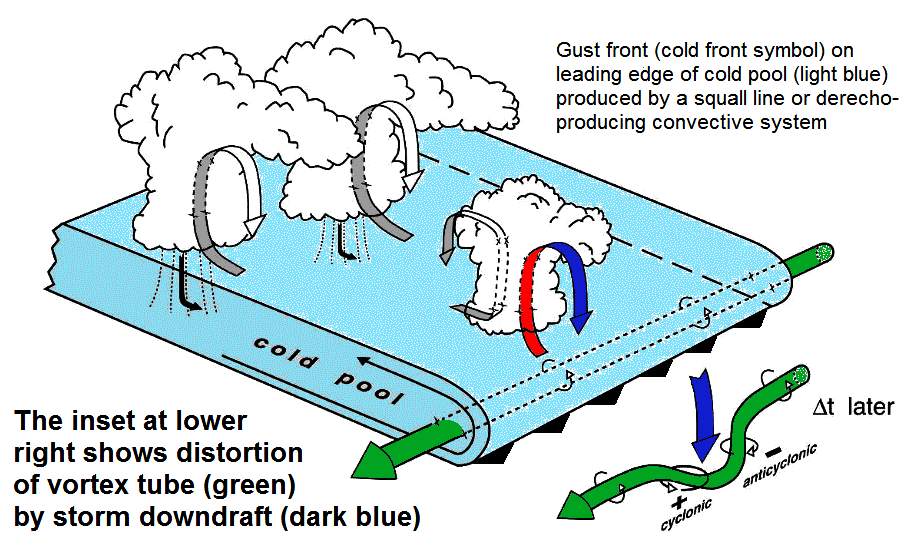 Gust front (cold front symbol) on
leading edge of cold pool (light blue)
produced by a squall line or derecho-
producing convective system
cold pool
The inset at lower
right shows distortion
of vortex tube (green)
by storm downdraft (dark blue)
Δt later
− anticyclonic
+ cyclonic